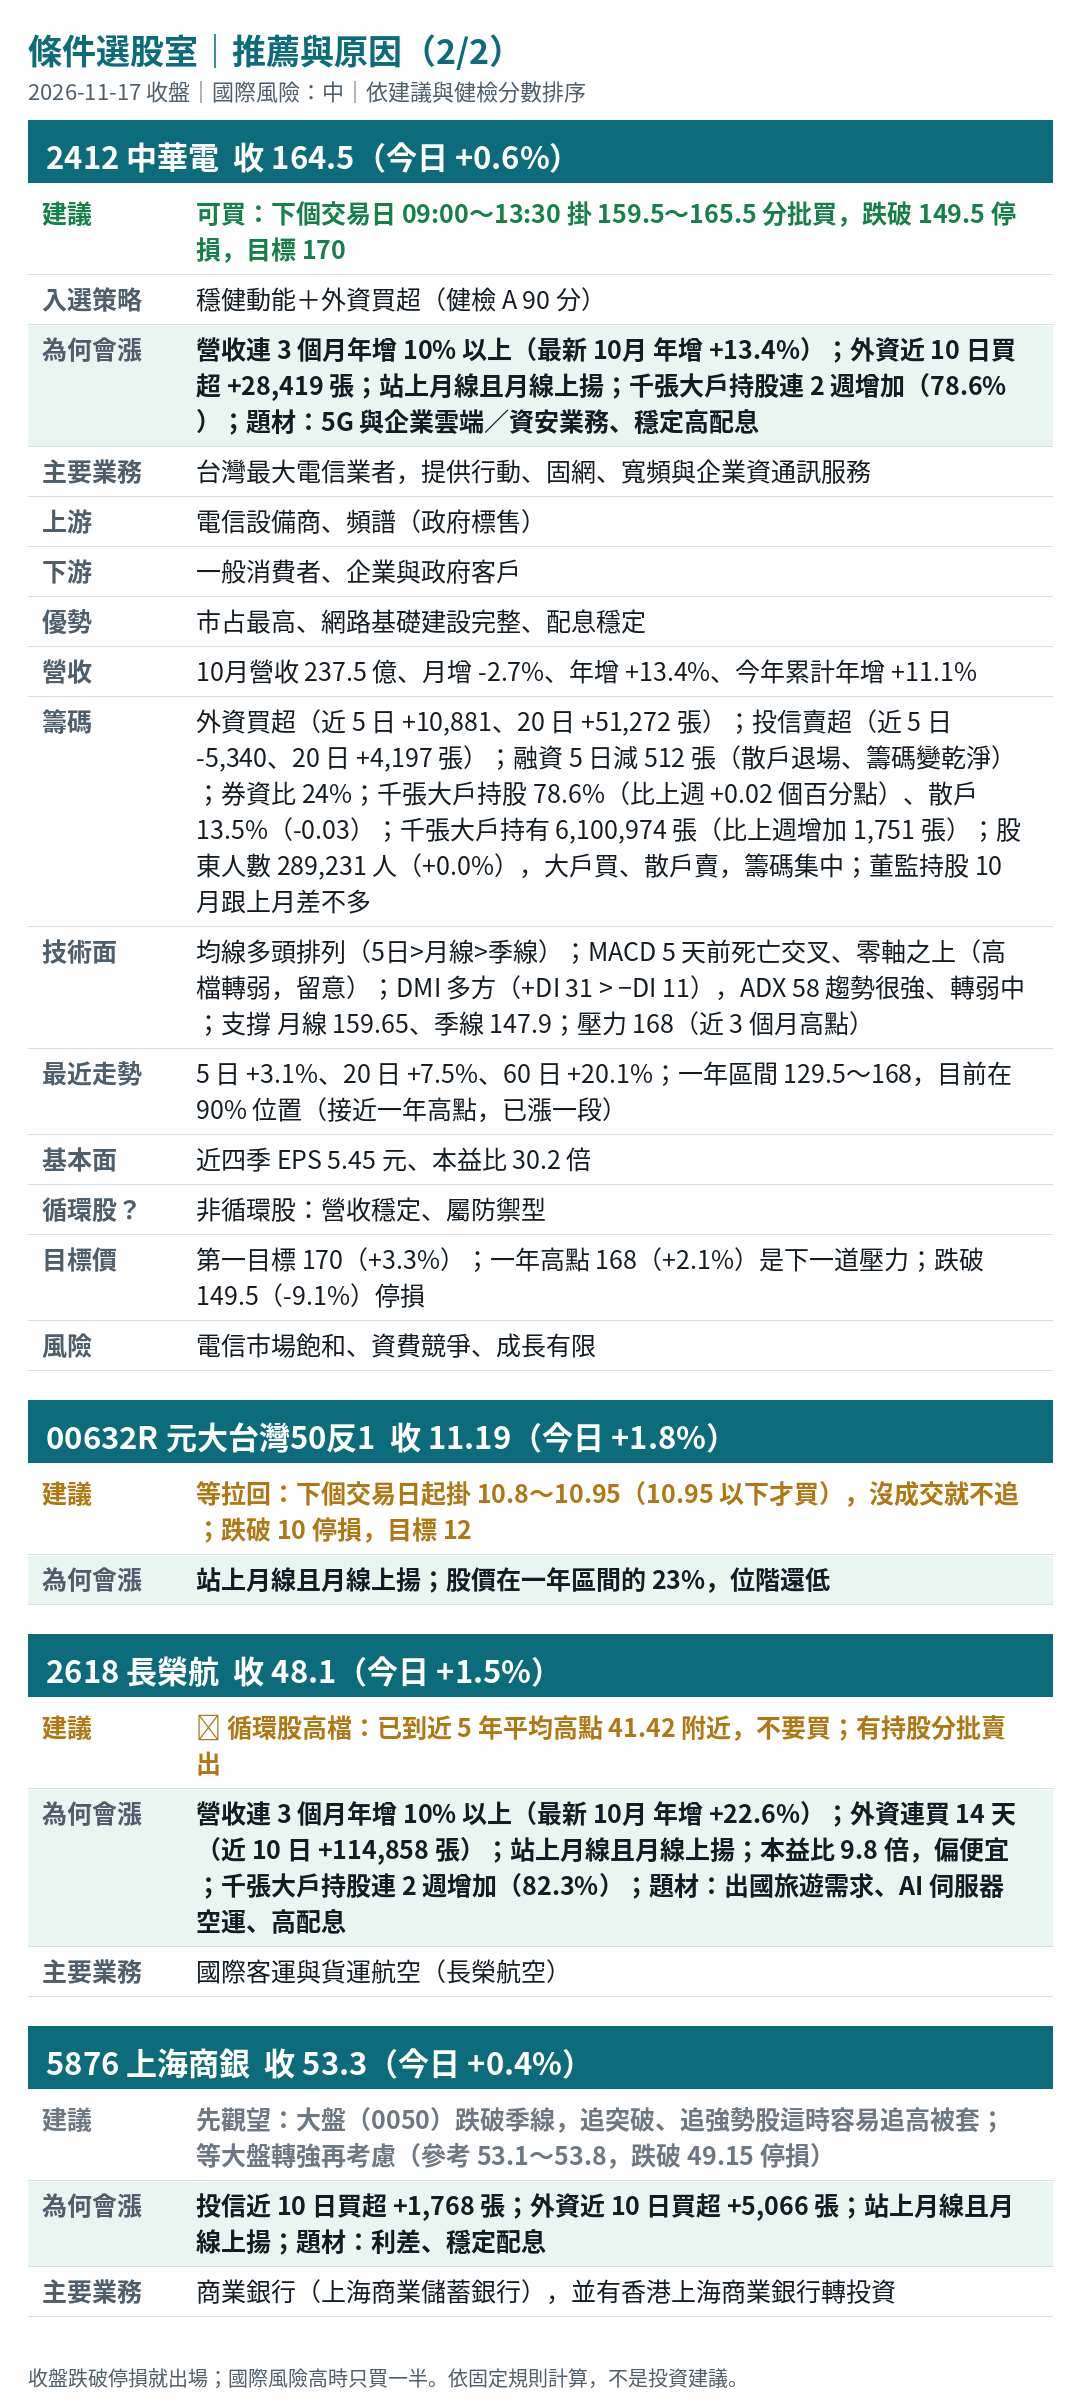 條件選股室｜推薦與原因（2/2）
2026-11-17 收盤｜國際風險：中｜依建議與健檢分數排序
2412 中華電 收 164.5（今日 +0.6%）
建議
可買：下個交易日 09:00～13:30 掛 159.5～165.5 分批買，跌破 149.5 停
損，目標 170
入選策略
穩健動能＋外資買超（健檢 A 90 分）
為何會漲
營收連 3 個月年增 10% 以上（最新 10月 年增 +13.4%）；外資近 10 日買
超 +28,419 張；站上月線且月線上揚；千張大戶持股連 2 週增加（78.6%
）；題材：5G 與企業雲端／資安業務、穩定高配息
主要業務
台灣最大電信業者，提供行動、固網、寬頻與企業資通訊服務
上游
電信設備商、頻譜（政府標售）
下游
一般消費者、企業與政府客戶
優勢
市占最高、網路基礎建設完整、配息穩定
營收
10月營收 237.5 億、月增 -2.7%、年增 +13.4%、今年累計年增 +11.1%
籌碼
外資買超（近 5 日 +10,881、20 日 +51,272 張）；投信賣超（近 5 日
-5,340、20 日 +4,197 張）；融資 5 日減 512 張（散戶退場、籌碼變乾淨）
；券資比 24%；千張大戶持股 78.6%（比上週 +0.02 個百分點）、散戶
13.5%（-0.03）；千張大戶持有 6,100,974 張（比上週增加 1,751 張）；股
東人數 289,231 人（+0.0%），大戶買、散戶賣，籌碼集中；董監持股 10
月跟上月差不多
技術面
均線多頭排列（5日>月線>季線）；MACD 5 天前死亡交叉、零軸之上（高
檔轉弱，留意）；DMI 多方（+DI 31 > −DI 11），ADX 58 趨勢很強、轉弱中
；支撐 月線 159.65、季線 147.9；壓力 168（近 3 個月高點）
最近走勢
5 日 +3.1%、20 日 +7.5%、60 日 +20.1%；一年區間 129.5～168，目前在
90% 位置（接近一年高點，已漲一段）
基本面
近四季 EPS 5.45 元、本益比 30.2 倍
循環股？
非循環股：營收穩定、屬防禦型
目標價
第一目標 170（+3.3%）；一年高點 168（+2.1%）是下一道壓力；跌破
149.5（-9.1%）停損
風險
電信市場飽和、資費競爭、成長有限
00632R 元大台灣50反1 收 11.19（今日 +1.8%）
建議
等拉回：下個交易日起掛 10.8～10.95（10.95 以下才買），沒成交就不追
；跌破 10 停損，目標 12
為何會漲
站上月線且月線上揚；股價在一年區間的 23%，位階還低
2618 長榮航 收 48.1（今日 +1.5%）
建議
循環股高檔：已到近 5 年平均高點 41.42 附近，不要買；有持股分批賣
出
為何會漲
營收連 3 個月年增 10% 以上（最新 10月 年增 +22.6%）；外資連買 14 天
（近 10 日 +114,858 張）；站上月線且月線上揚；本益比 9.8 倍，偏便宜
；千張大戶持股連 2 週增加（82.3%）；題材：出國旅遊需求、AI 伺服器
空運、高配息
主要業務
國際客運與貨運航空（長榮航空）
5876 上海商銀 收 53.3（今日 +0.4%）
建議
先觀望：大盤（0050）跌破季線，追突破、追強勢股這時容易追高被套；
等大盤轉強再考慮（參考 53.1～53.8，跌破 49.15 停損）
為何會漲
投信近 10 日買超 +1,768 張；外資近 10 日買超 +5,066 張；站上月線且月
線上揚；題材：利差、穩定配息
主要業務
商業銀行（上海商業儲蓄銀行），並有香港上海商業銀行轉投資
收盤跌破停損就出場；國際風險高時只買一半。依固定規則計算，不是投資建議。